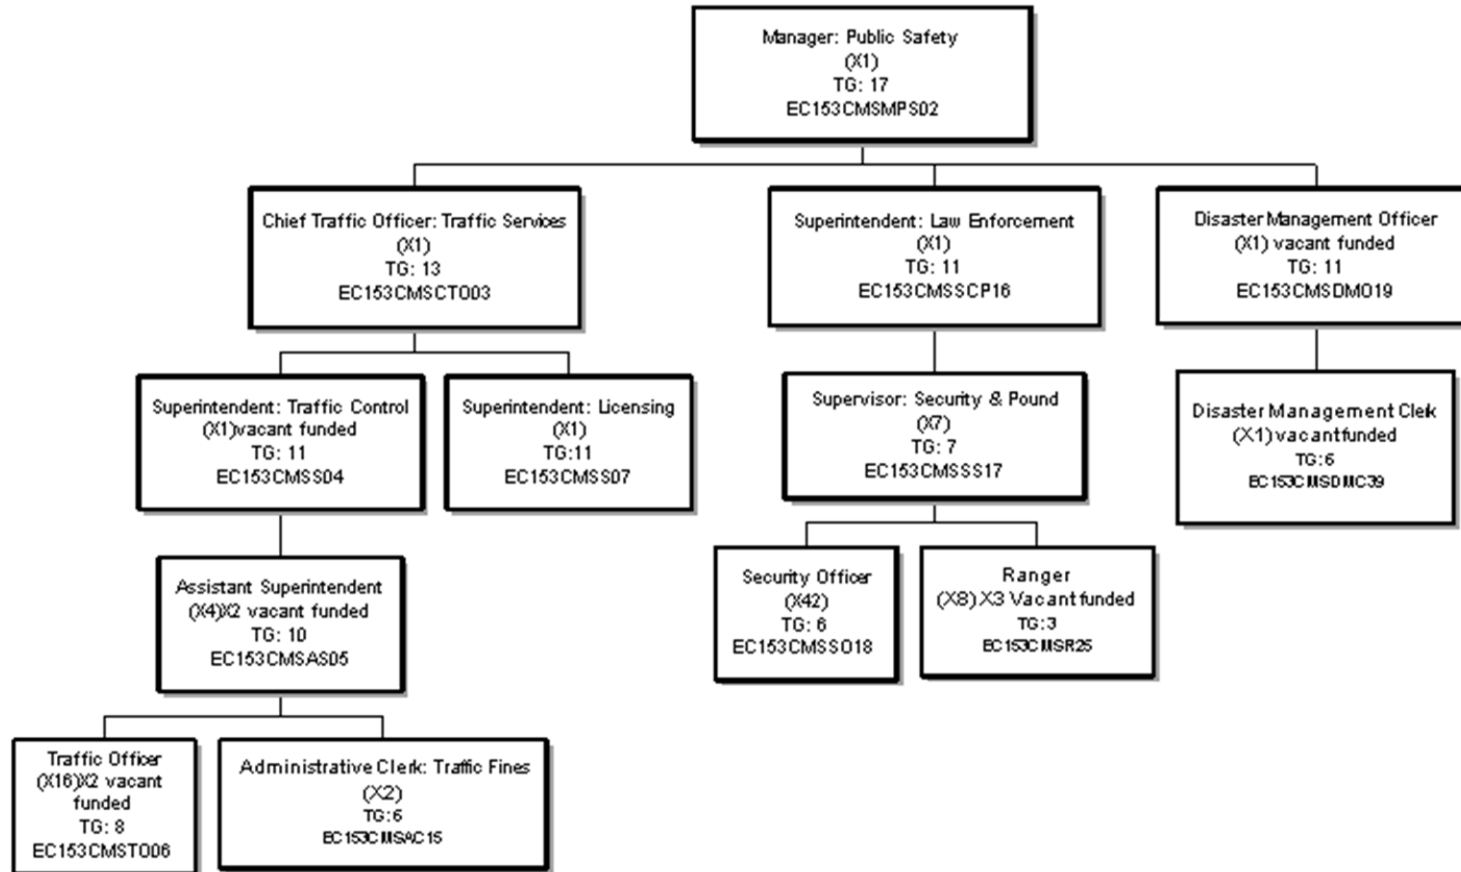 Manager: Public Safety
(X1)
TG: 17
EC153CMSMPS02
Chief Traffic Officer: Traffic Services
(X1)
TG: 13
EC153CMSCTO03
Superintendent: Law Enforcement
(X1)
TG: 11
EC153CMSSCP16
Disaster Management Officer
(X1) vacant funded
TG: 11
EC153CMSDMO19
Superintendent: Traffic Control
(X1)vacant funded
TG: 11
EC153CMSS04
Superintendent: Licensing
(X1)
TG:11
EC153CMSS07
Supervisor: Security & Pound
(X7)
TG: 7
EC153CMSSS17
Disaster Management Clerk
(X1) vacant funded
TG: 6
EC153CMSDMC39
Assistant Superintendent
(X4)X2 vacant funded
TG: 10
EC153CMSAS05
Security Officer
(X42)
TG: 6
EC153CMSSO18
Ranger
(X8) X3 Vacant funded
TG: 3
EC153CMSR25
Traffic Officer
(X16)X2 vacant
funded
TG: 8
EC153CMSTO06
Administrative Clerk: Traffic Fines
(X2)
TG: 6
EC153CMSAC15